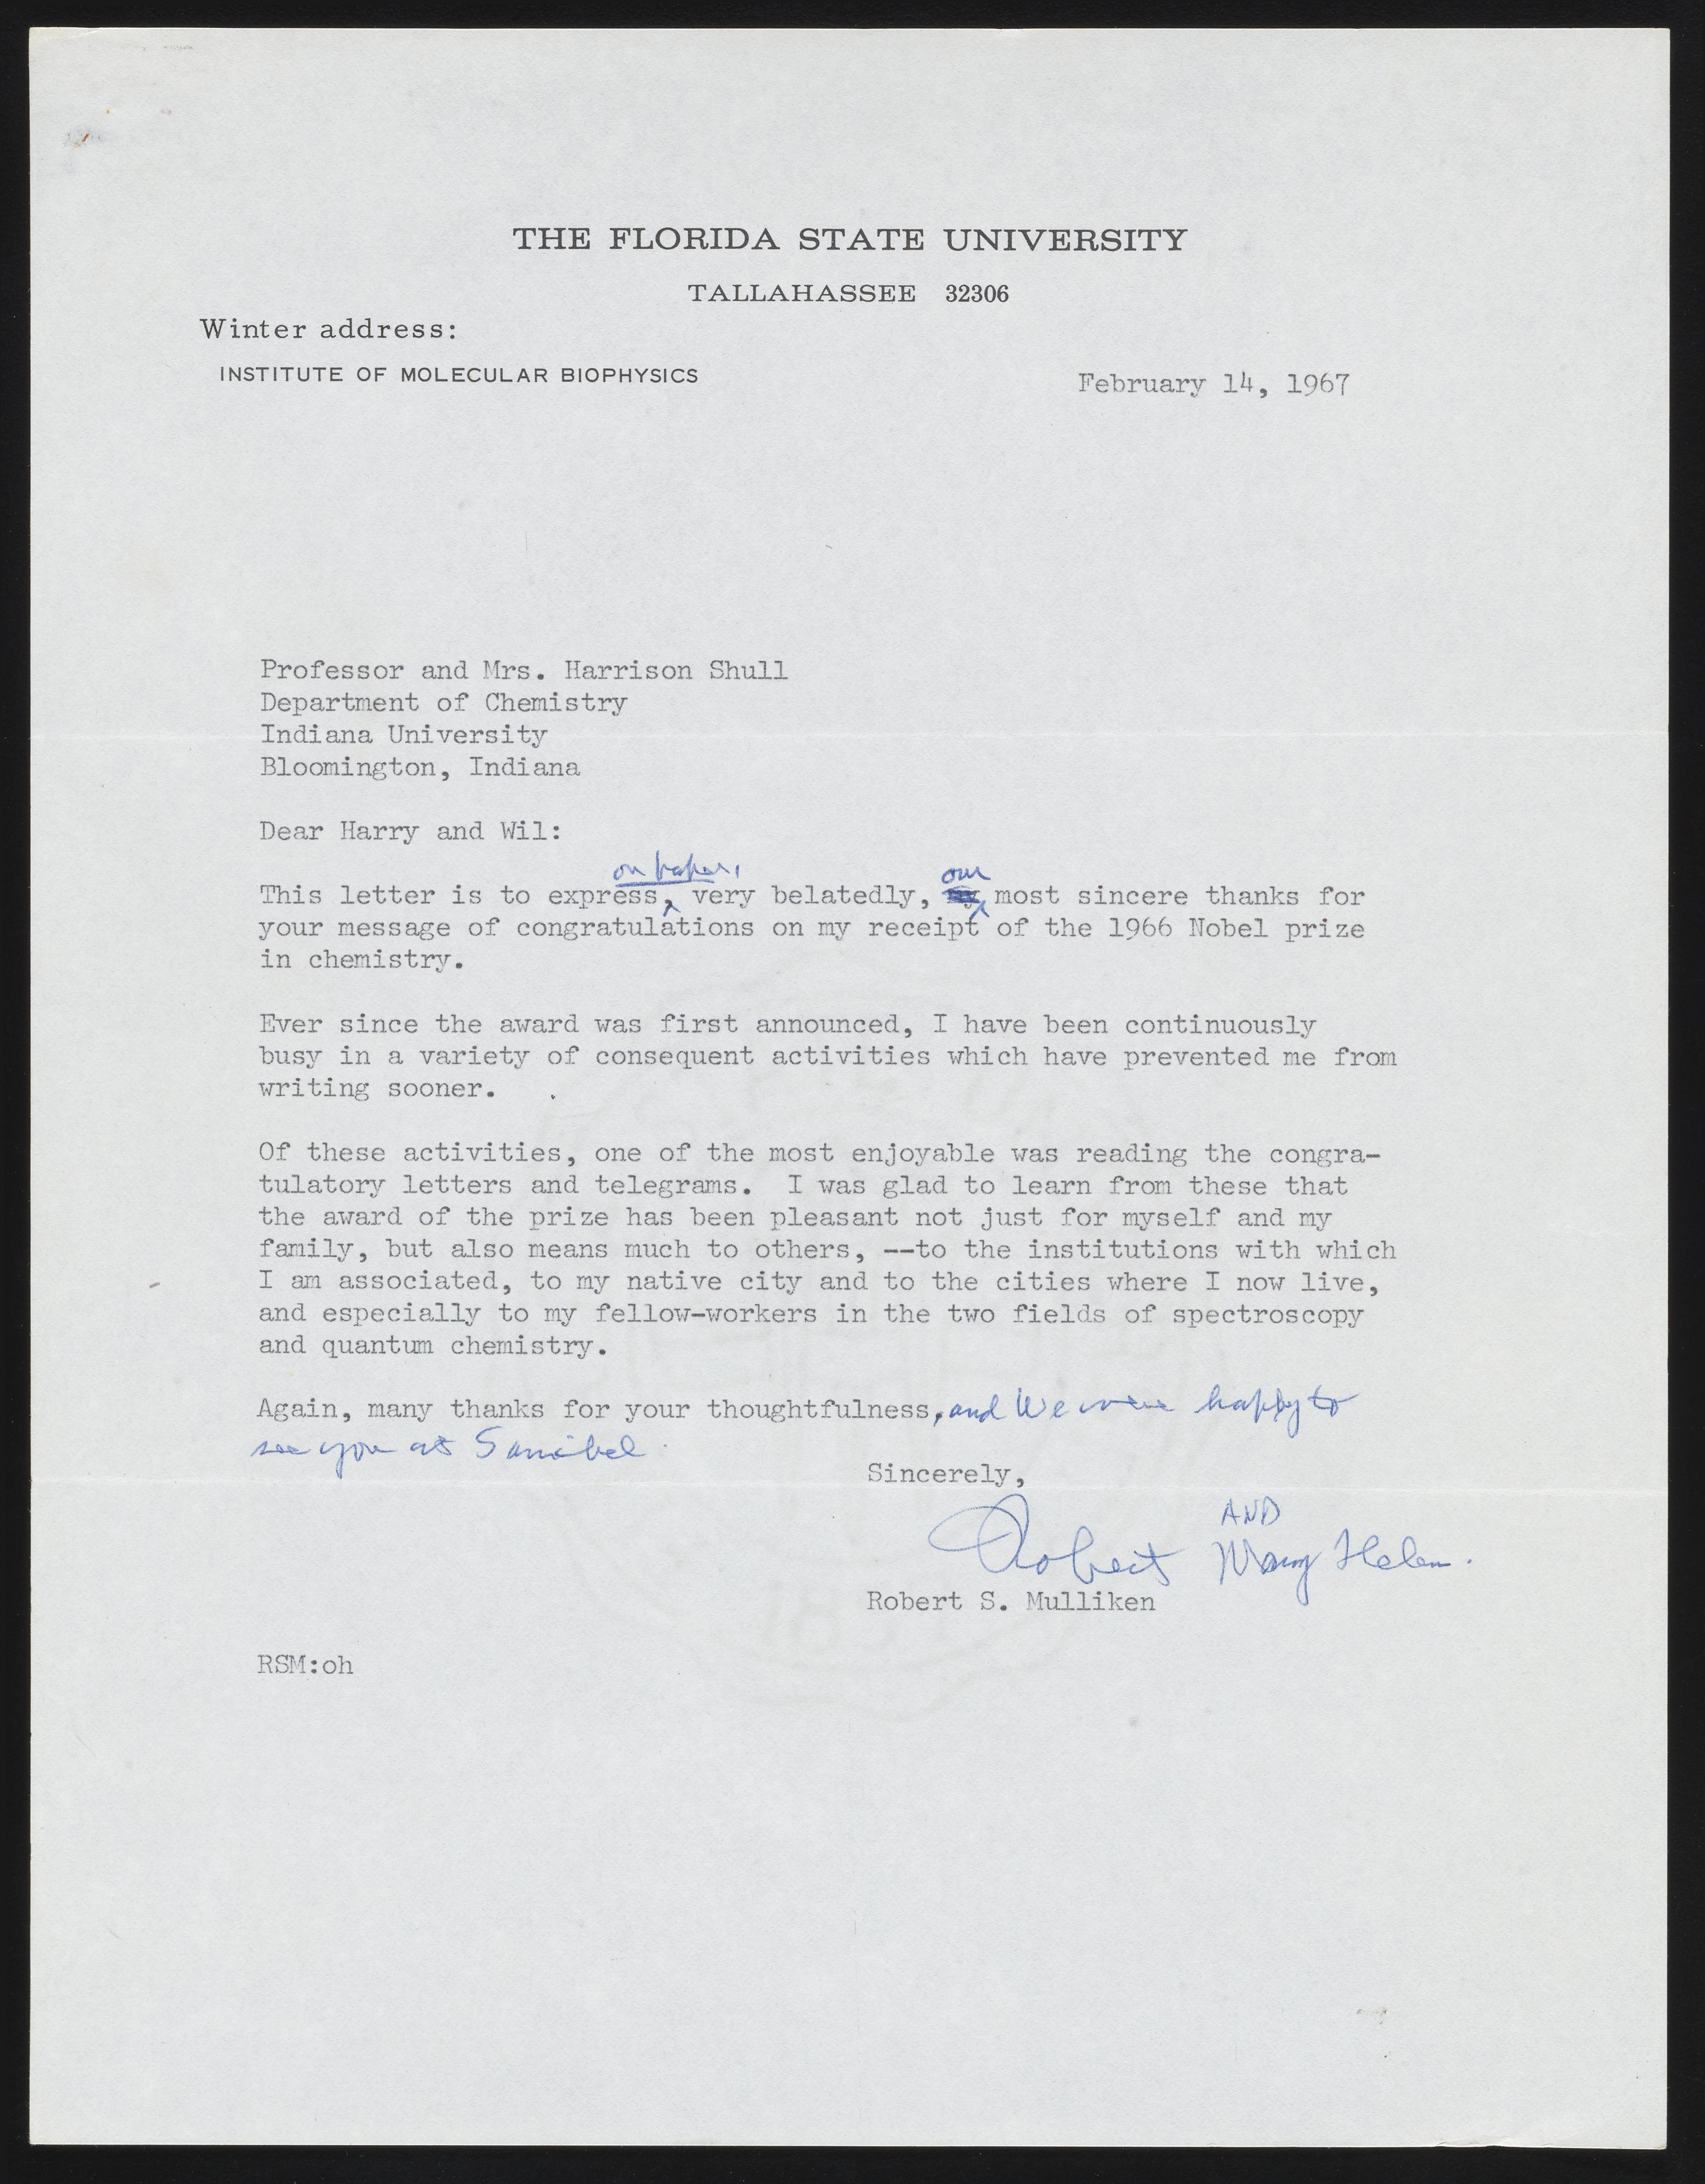 THE FLORIDA STATE UNIVERSITY
TALLAHASSEE 32306
Winter address:
INSTITUTE OF MOLECULAR BIOPHYSICS
February 14, 1967
Professor and Mrs. Harrison Shull
Department of Chemistry
Indiana University
Bloomington, Indiana
Dear Harry and Wil:
on paper, our
This letter is to express, very belatedly, my most sincere thanks for
your message of congratulations on my receipt of the 1966 Nobel prize
in chemistry.
Ever since the award was first announced, I have been continuously
busy in a variety of consequent activities which have prevented me from
writing sooner.
Of these activities, one of the most enjoyable was reading the congra-
tulatory letters and telegrams. I was glad to learn from these that
the award of the prize has been pleasant not just for myself and my
family, but also means much to others, --to the institutions with which
I am associated, to my native city and to the cities where I now live,
and especially to my fellow-workers in the two fields of spectroscopy
and quantum chemistry.
Again, many thanks for your thoughtfulness, and We were happy to
see you at Sanibel.
Sincerely,
AND
Robert Mary Helen.
Robert S. Mulliken
RSM:oh